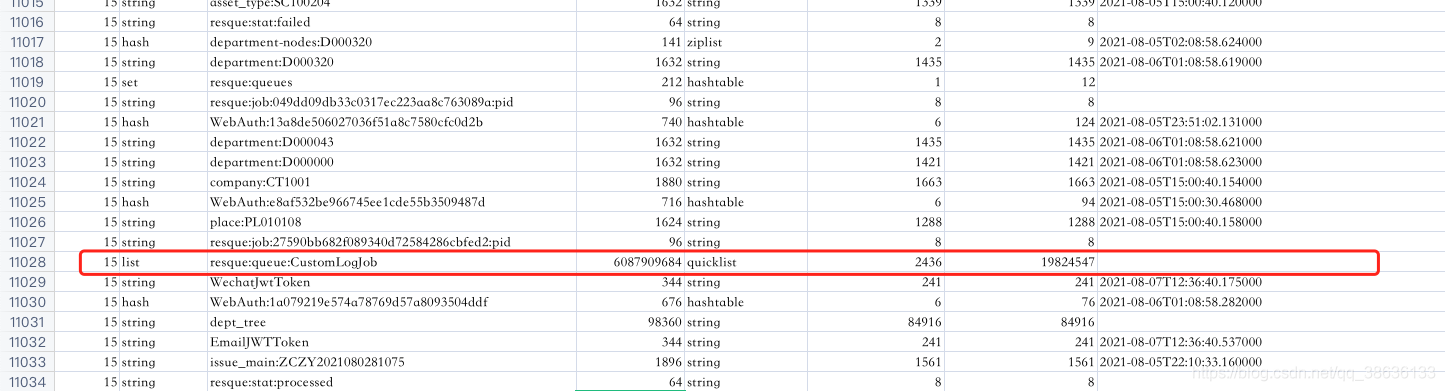 11015 15 string asset_type:SC100204 1632 string 1339 1339 2021-08-05T15:00:40.120000
11016 15 string resque:stat:failed 64 string 8 8
11017 15 hash department-nodes:D000320 141 ziplist 2 9 2021-08-05T02:08:58.624000
11018 15 string department:D000320 1632 string 1435 1435 2021-08-06T01:08:58.619000
11019 15 set resque:queues 212 hashtable 1 12
11020 15 string resque:job:049dd09db33c0317ec223aa8c763089a:pid 96 string 8 8
11021 15 hash WebAuth:13a8de506027036f51a8c7580cfc0d2b 740 hashtable 6 124 2021-08-05T23:51:02.131000
11022 15 string department:D000043 1632 string 1435 1435 2021-08-06T01:08:58.621000
11023 15 string department:D000000 1632 string 1421 1421 2021-08-06T01:08:58.623000
11024 15 string company:CT1001 1880 string 1663 1663 2021-08-05T15:00:40.154000
11025 15 hash WebAuth:e8af532be966745ee1cde55b3509487d 716 hashtable 6 94 2021-08-05T15:00:30.468000
11026 15 string place:PL010108 1624 string 1288 1288 2021-08-05T15:00:40.158000
11027 15 string resque:job:27590bb682f089340d72584286cbfed2:pid 96 string 8 8
11028 15 list resque:queue:CustomLogJob 6087909684 quicklist 2436 19824547
11029 15 string WechatJwtToken 344 string 241 241 2021-08-07T12:36:40.175000
11030 15 hash WebAuth:1a079219e574a78769d57a8093504ddf 676 hashtable 6 76 2021-08-06T01:08:58.282000
11031 15 string dept_tree 98360 string 84916 84916
11032 15 string EmailJWTToken 344 string 241 241 2021-08-07T12:36:40.537000
11033 15 string issue_main:ZCZY2021080281075 1896 string 1561 1561 2021-08-05T22:10:33.160000
11034 15 string resque:stat:processed 64 string 8 8
https://blog.csdn.net/qq_38636133